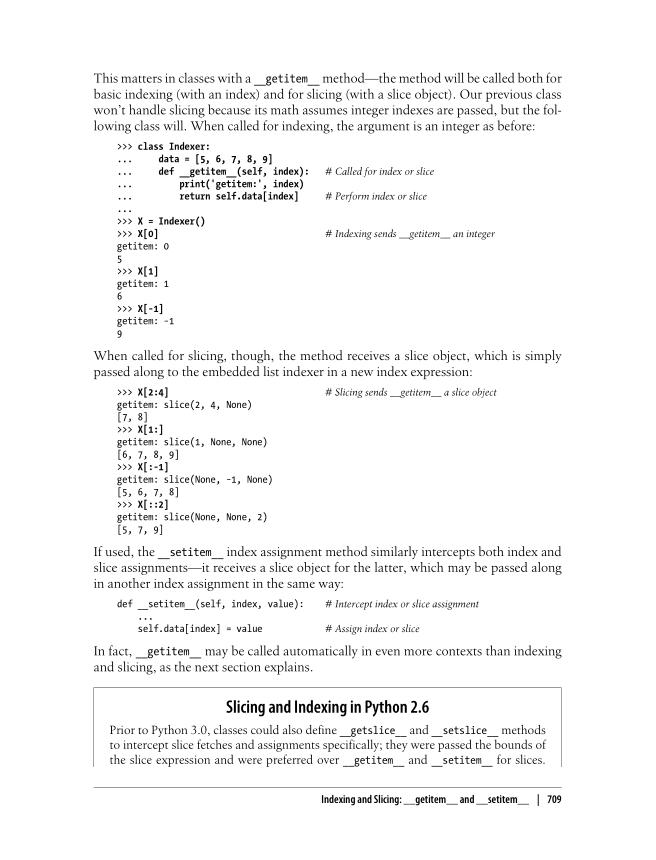 This matters in classes with a __getitem__ method—the method will be called both for
basic indexing (with an index) and for slicing (with a slice object). Our previous class
won't handle slicing because its math assumes integer indexes are passed, but the fol-
lowing class will. When called for indexing, the argument is an integer as before:
>>> class Indexer:
...     data = [5, 6, 7, 8, 9]
...     def __getitem__(self, index):   # Called for index or slice
...         print('getitem:', index)
...         return self.data[index]     # Perform index or slice
...
>>> X = Indexer()
>>> X[0]                                # Indexing sends __getitem__ an integer
getitem: 0
5
>>> X[1]
getitem: 1
6
>>> X[-1]
getitem: -1
9
When called for slicing, though, the method receives a slice object, which is simply
passed along to the embedded list indexer in a new index expression:
>>> X[2:4]                              # Slicing sends __getitem__ a slice object
getitem: slice(2, 4, None)
[7, 8]
>>> X[1:]
getitem: slice(1, None, None)
[6, 7, 8, 9]
>>> X[:-1]
getitem: slice(None, -1, None)
[5, 6, 7, 8]
>>> X[::2]
getitem: slice(None, None, 2)
[5, 7, 9]
If used, the __setitem__ index assignment method similarly intercepts both index and
slice assignments—it receives a slice object for the latter, which may be passed along
in another index assignment in the same way:
def __setitem__(self, index, value):    # Intercept index or slice assignment
    ...
    self.data[index] = value            # Assign index or slice
In fact, __getitem__ may be called automatically in even more contexts than indexing
and slicing, as the next section explains.
Slicing and Indexing in Python 2.6
Prior to Python 3.0, classes could also define __getslice__ and __setslice__ methods
to intercept slice fetches and assignments specifically; they were passed the bounds of
the slice expression and were preferred over __getitem__ and __setitem__ for slices.
Indexing and Slicing: __getitem__ and __setitem__ | 709